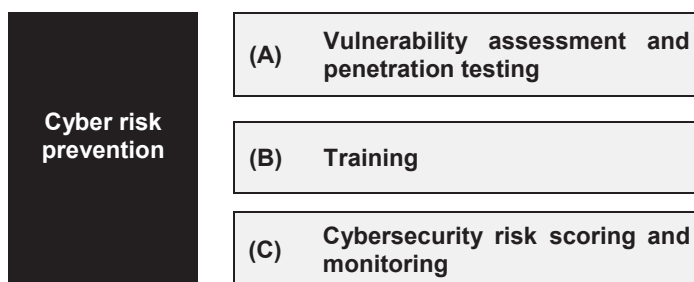 Cyber risk
prevention
(A) Vulnerability assessment and
penetration testing
(B) Training
(C) Cybersecurity risk scoring and
monitoring